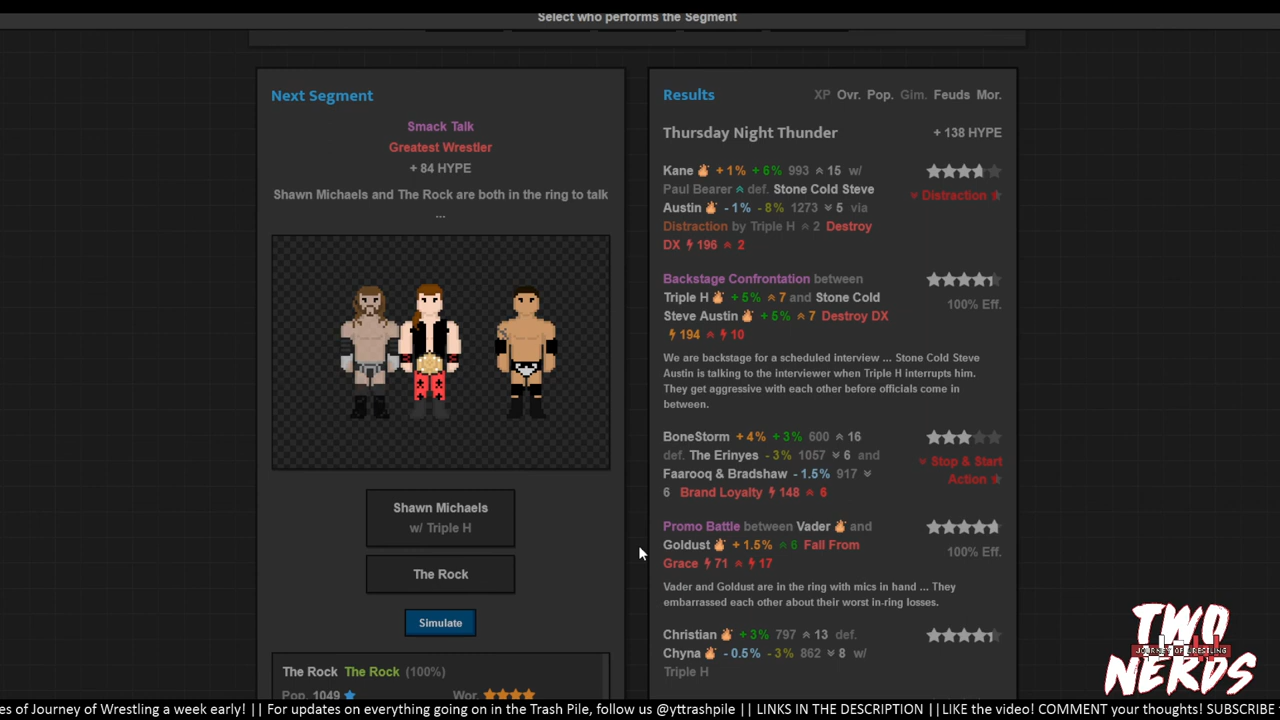 Select who performs the Segment
Next Segment
Smack Talk
Greatest Wrestler
+ 84 HYPE
Shawn Michaels and The Rock are both in the ring to talk
...
Shawn Michaels
w/ Triple H
The Rock
Simulate
The Rock The Rock (100%)
Pop. 1049 Wor.
Results XP Ovr. Pop. Gim. Feuds Mor.
Thursday Night Thunder + 138 HYPE
Kane + 1% + 6% 993 15 w/
Paul Bearer def. Stone Cold Steve
Distraction
Austin - 1% - 8% 1273 5 via
Distraction by Triple H 2 Destroy
DX 196 2
Backstage Confrontation between
Triple H + 5% 7 and Stone Cold
100% Eff.
Steve Austin + 5% 7 Destroy DX
194 10
We are backstage for a scheduled interview ... Stone Cold Steve
Austin is talking to the interviewer when Triple H interrupts him.
They get aggressive with each other before officials come in
between.
BoneStorm + 4% + 3% 600 16
def. The Erinyes - 3% 1057 6 and
Stop & Start
Action
Faarooq & Bradshaw - 1.5% 917
6 Brand Loyalty 148 6
Promo Battle between Vader and
Goldust + 1.5% 6 Fall From
100% Eff.
Grace 71 17
Vader and Goldust are in the ring with mics in hand ... They
embarrassed each other about their worst in-ring losses.
Christian + 3% 797 13 def.
Chyna - 0.5% - 3% 862 8 w/
Triple H
TWO
JOURNEY OF WRESTLING
NERDS
es of Journey of Wrestling a week early! || For updates on everything going on in the Trash Pile, follow us @yttrashpile || LINKS IN THE DESCRIPTION ||LIKE the video! COMMENT your thoughts! SUBSCRIBE